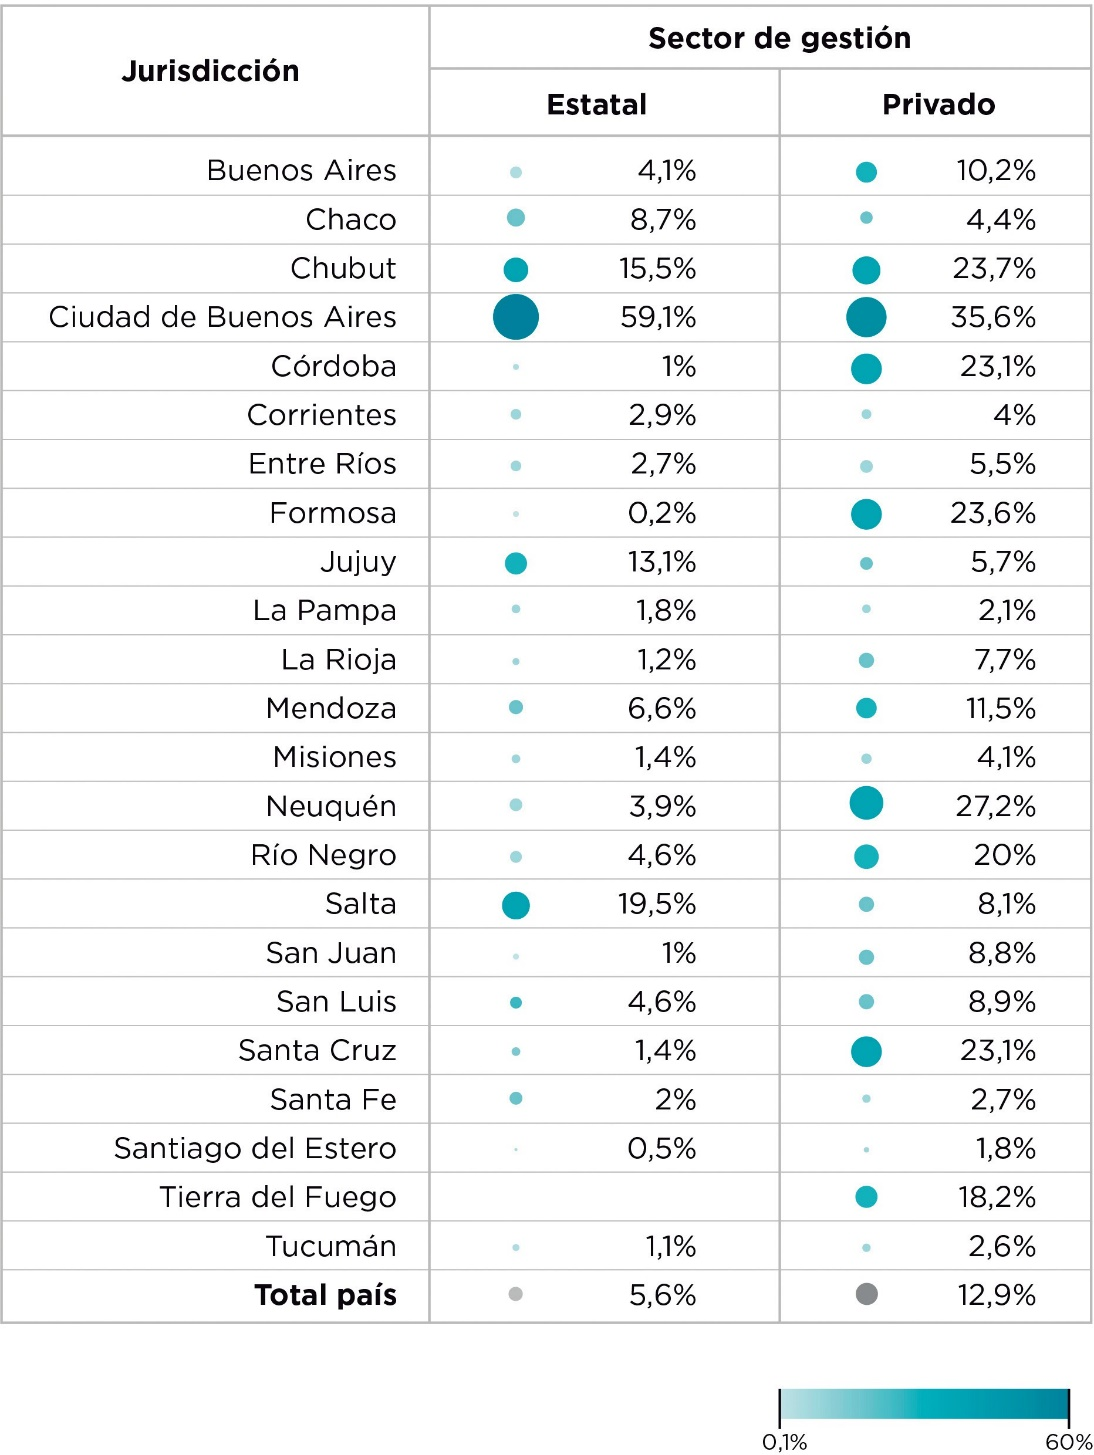 Jurisdicción
Sector de gestión
Estatal Privado
Buenos Aires 4,1% 10,2%
Chaco 8,7% 4,4%
Chubut 15,5% 23,7%
Ciudad de Buenos Aires 59,1% 35,6%
Córdoba 1% 23,1%
Corrientes 2,9% 4%
Entre Ríos 2,7% 5,5%
Formosa 0,2% 23,6%
Jujuy 13,1% 5,7%
La Pampa 1,8% 2,1%
La Rioja 1,2% 7,7%
Mendoza 6,6% 11,5%
Misiones 1,4% 4,1%
Neuquén 3,9% 27,2%
Río Negro 4,6% 20%
Salta 19,5% 8,1%
San Juan 1% 8,8%
San Luis 4,6% 8,9%
Santa Cruz 1,4% 23,1%
Santa Fe 2% 2,7%
Santiago del Estero 0,5% 1,8%
Tierra del Fuego 18,2%
Tucumán 1,1% 2,6%
Total país 5,6% 12,9%
0,1% 60%